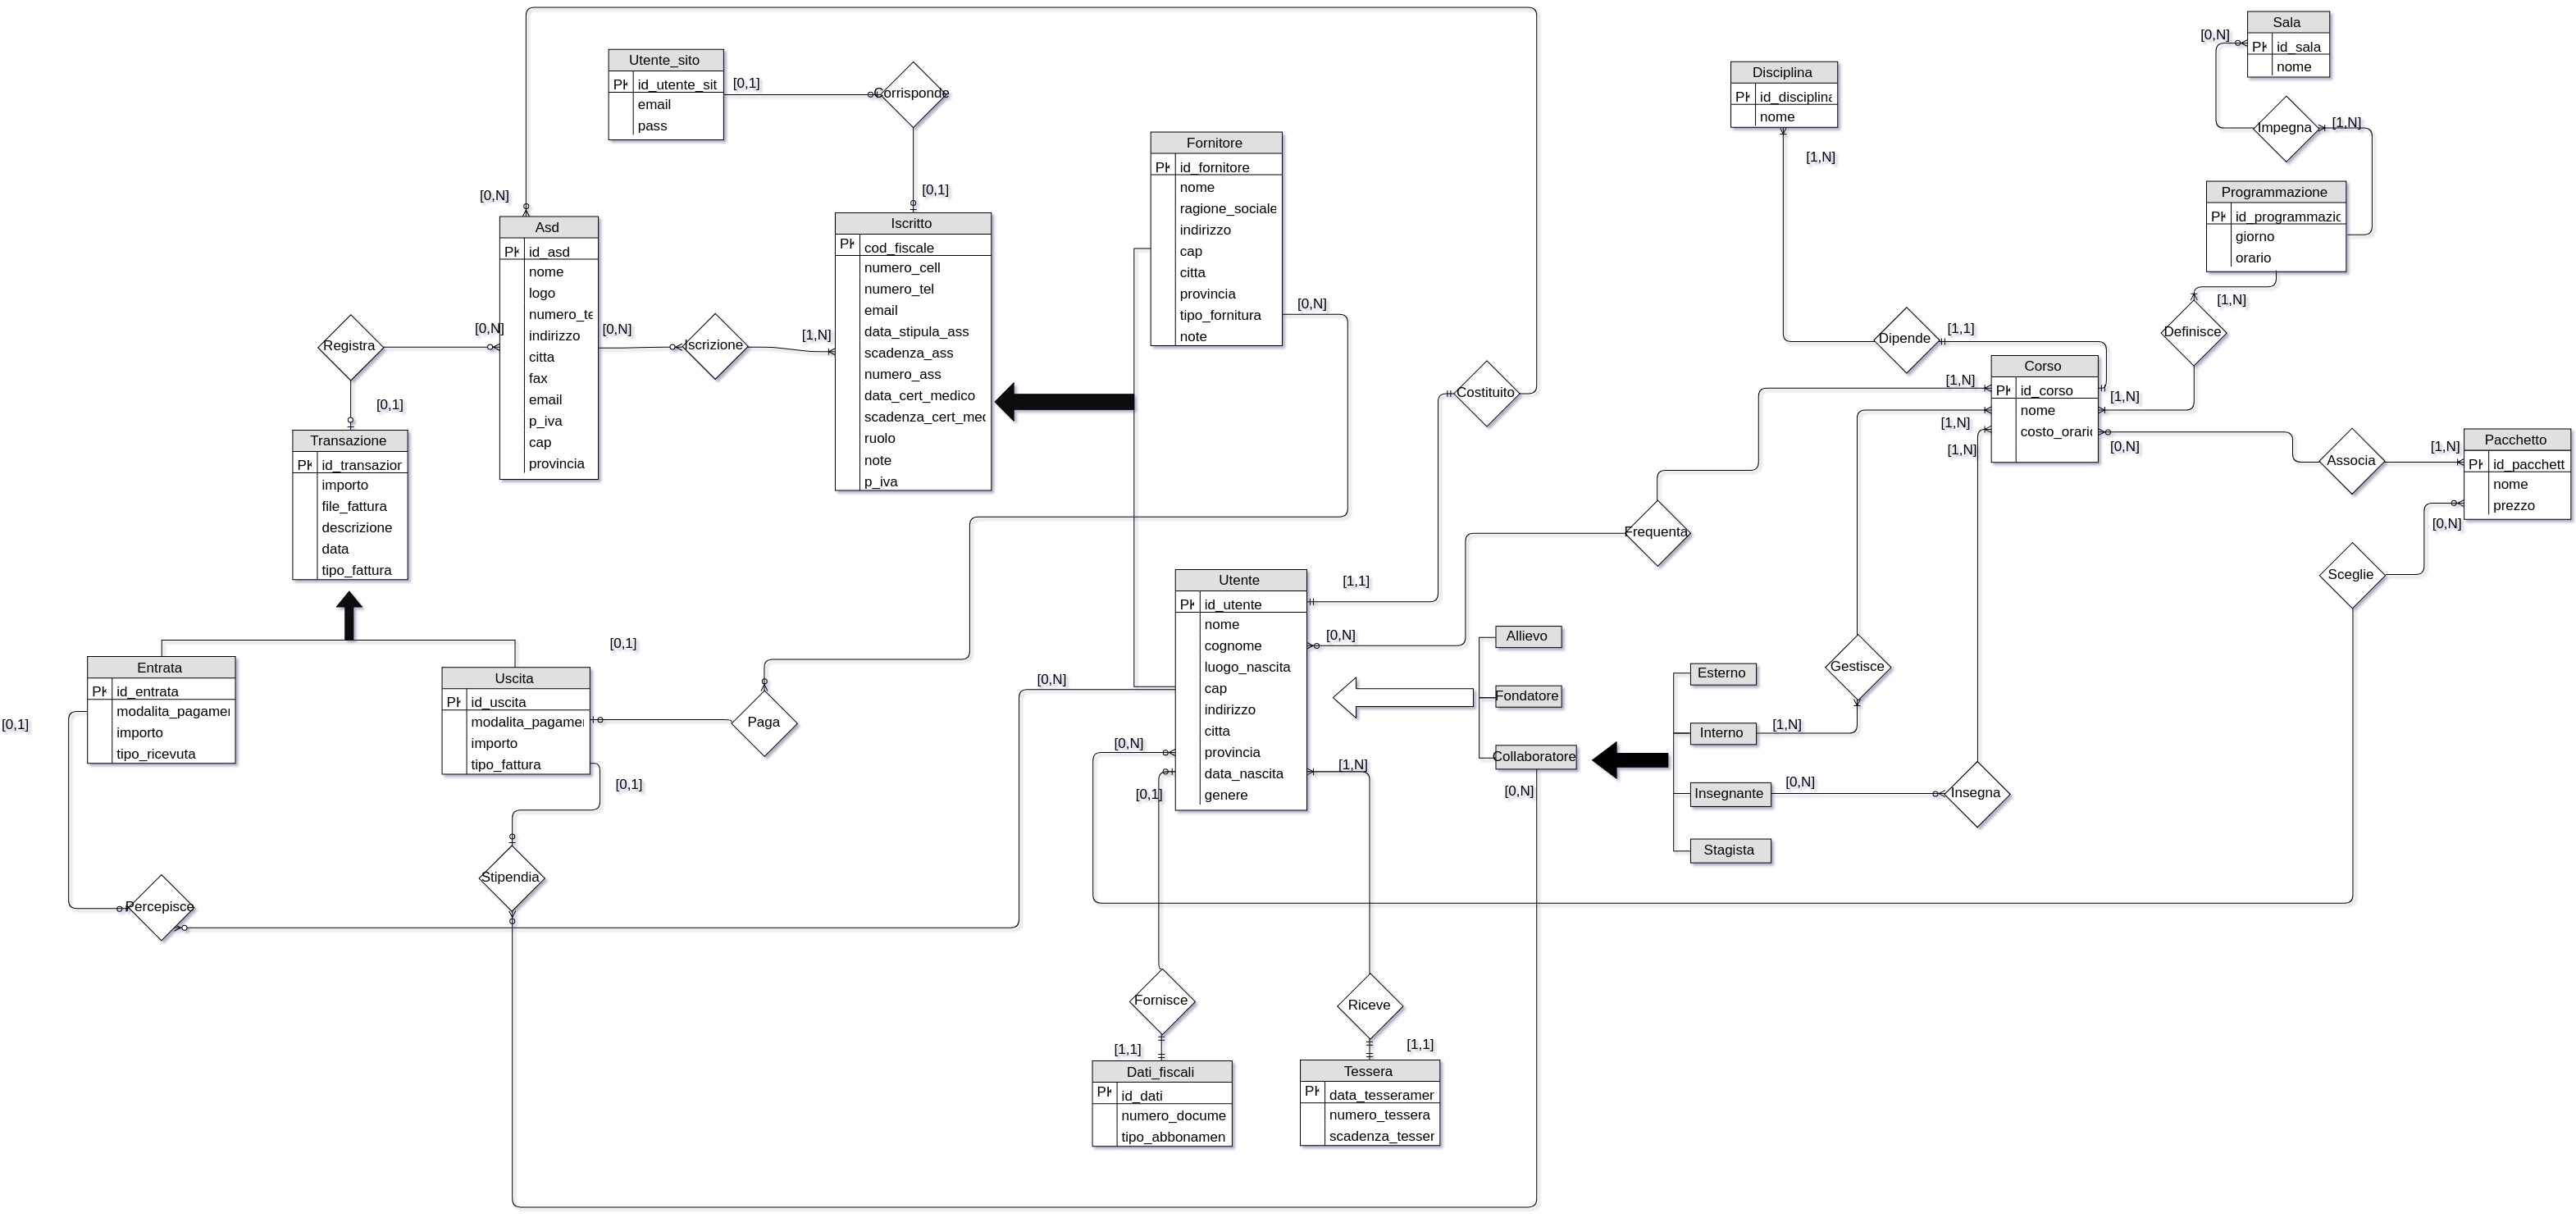 Utente_sito
PK
id_utente_sit
email
pass
[0,1]
Corrisponde
[0,1]
[0,N]
Asd
PK
id_asd
nome
logo
numero_te
indirizzo
citta
fax
email
p_iva
cap
provincia
[0,N]
[0,N]
Iscrizione
[1,N]
Iscritto
PK
cod_fiscale
numero_cell
numero_tel
email
data_stipula_ass
scadenza_ass
numero_ass
data_cert_medico
scadenza_cert_med
ruolo
note
p_iva
Fornitore
PK
id_fornitore
nome
ragione_sociale
indirizzo
cap
citta
provincia
tipo_fornitura
note
[0,N]
Disciplina
PK
id_disciplina
nome
[1,N]
Sala
PK
id_sala
nome
[0,N]
Impegna
[1,N]
Programmazione
PK
id_programmazio
giorno
orario
[1,N]
Definisce
Dipende
[1,1]
Corso
PK
id_corso
nome
costo_orario
[1,N]
[1,N]
[1,N]
[1,N]
[0,N]
Associa
[1,N]
Pacchetto
PK
id_pacchett
nome
prezzo
[0,N]
Sceglie
Registra
[0,1]
Transazione
PK
id_transazion
importo
file_fattura
descrizione
data
tipo_fattura
Costituito
Frequenta
Entrata
PK
id_entrata
modalita_pagamen
importo
tipo_ricevuta
[0,1]
Uscita
PK
id_uscita
modalita_pagamen
importo
tipo_fattura
[0,1]
[0,1]
Paga
Stipendia
Percepisce
[0,N]
Utente
PK
id_utente
nome
cognome
luogo_nascita
cap
indirizzo
citta
provincia
data_nascita
genere
[1,1]
[0,N]
[0,N]
[0,1]
[1,N]
Allievo
Fondatore
Collaboratore
[0,N]
Esterno
Interno
Insegnante
Stagista
[1,N]
Gestisce
[0,N]
Insegna
Fornisce
[1,1]
Riceve
[1,1]
Dati_fiscali
PK
id_dati
numero_docume
tipo_abbonamen
Tessera
PK
data_tesseramen
numero_tessera
scadenza_tesser